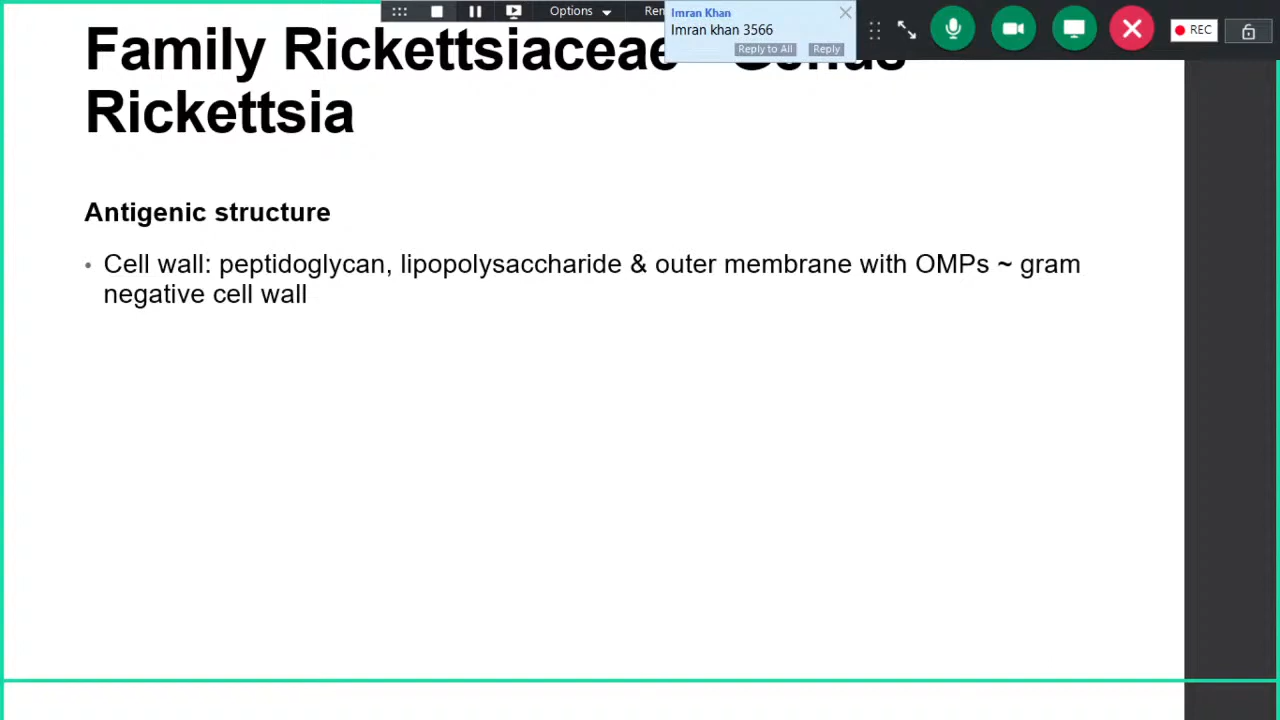 Options
Imran Khan
Imran khan 3566
Reply to All
Reply
REC
Family Rickettsiaceae
Rickettsia
Antigenic structure
• Cell wall: peptidoglycan, lipopolysaccharide & outer membrane with OMPs ~ gram
negative cell wall